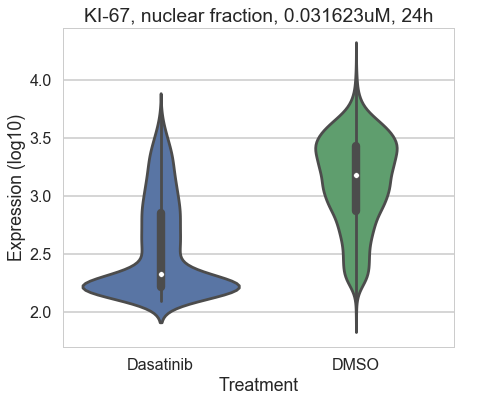 KI-67, nuclear fraction, 0.031623uM, 24h
4.0
3.5
3.0
2.5
2.0
Expression (log10)
Dasatinib DMSO
Treatment